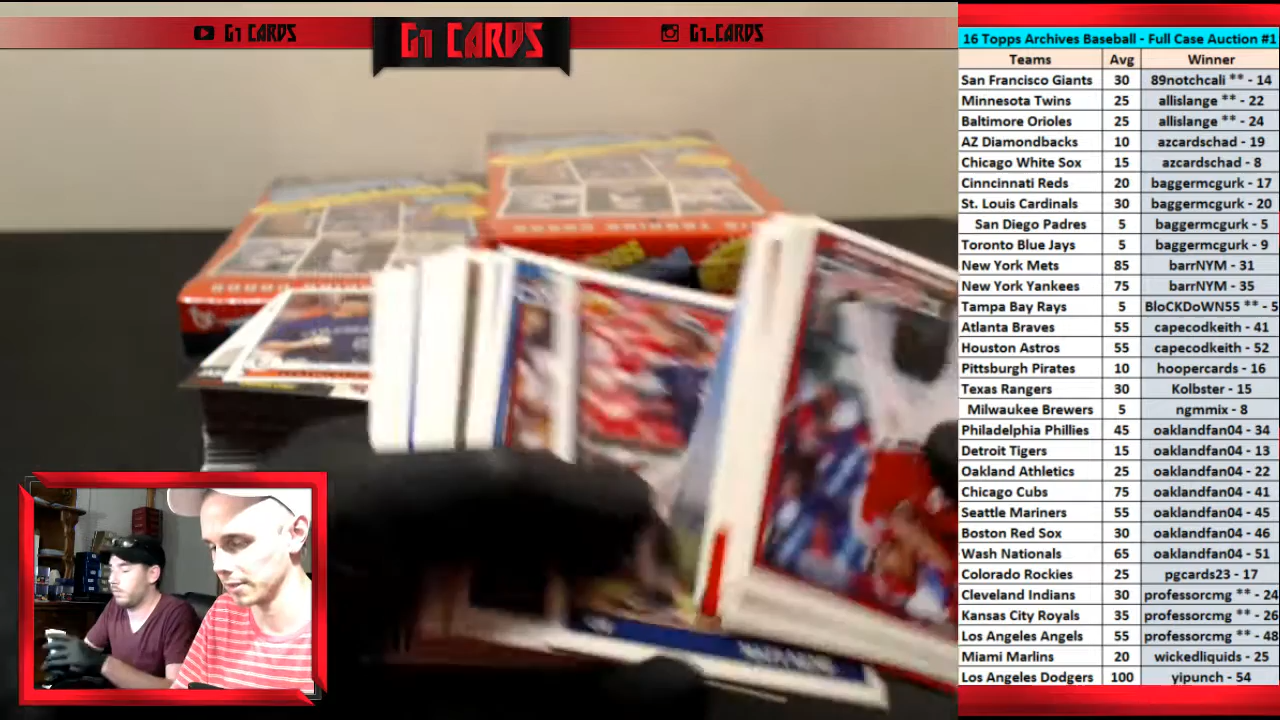 G1 CARDS
G1 CARDS
G1_CARDS
16 Topps Archives Baseball - Full Case Auction #1
Teams Avg Winner
San Francisco Giants 30 89notchcali ** - 14
Minnesota Twins 25 allislange ** - 22
Baltimore Orioles 25 allislange ** - 24
AZ Diamondbacks 10 azcardschad - 19
Chicago White Sox 15 azcardschad - 8
Cinncinnati Reds 20 baggermcgurk - 17
St. Louis Cardinals 30 baggermcgurk - 20
San Diego Padres 5 baggermcgurk - 5
Toronto Blue Jays 5 baggermcgurk - 9
New York Mets 85 barrNYM - 31
New York Yankees 75 barrNYM - 35
Tampa Bay Rays 5 BloCKDoWN55 ** - 5
Atlanta Braves 55 capecodkeith - 41
Houston Astros 55 capecodkeith - 52
Pittsburgh Pirates 10 hoopercards - 16
Texas Rangers 30 Kolbster - 15
Milwaukee Brewers 5 ngmmix - 8
Philadelphia Phillies 45 oaklandfan04 - 34
Detroit Tigers 15 oaklandfan04 - 13
Oakland Athletics 25 oaklandfan04 - 22
Chicago Cubs 75 oaklandfan04 - 41
Seattle Mariners 55 oaklandfan04 - 45
Boston Red Sox 30 oaklandfan04 - 46
Wash Nationals 65 oaklandfan04 - 51
Colorado Rockies 25 pgcards23 - 17
Cleveland Indians 30 professorcmg ** - 24
Kansas City Royals 35 professorcmg ** - 26
Los Angeles Angels 55 professorcmg ** - 48
Miami Marlins 20 wickedliquids - 25
Los Angeles Dodgers 100 yipunch - 54